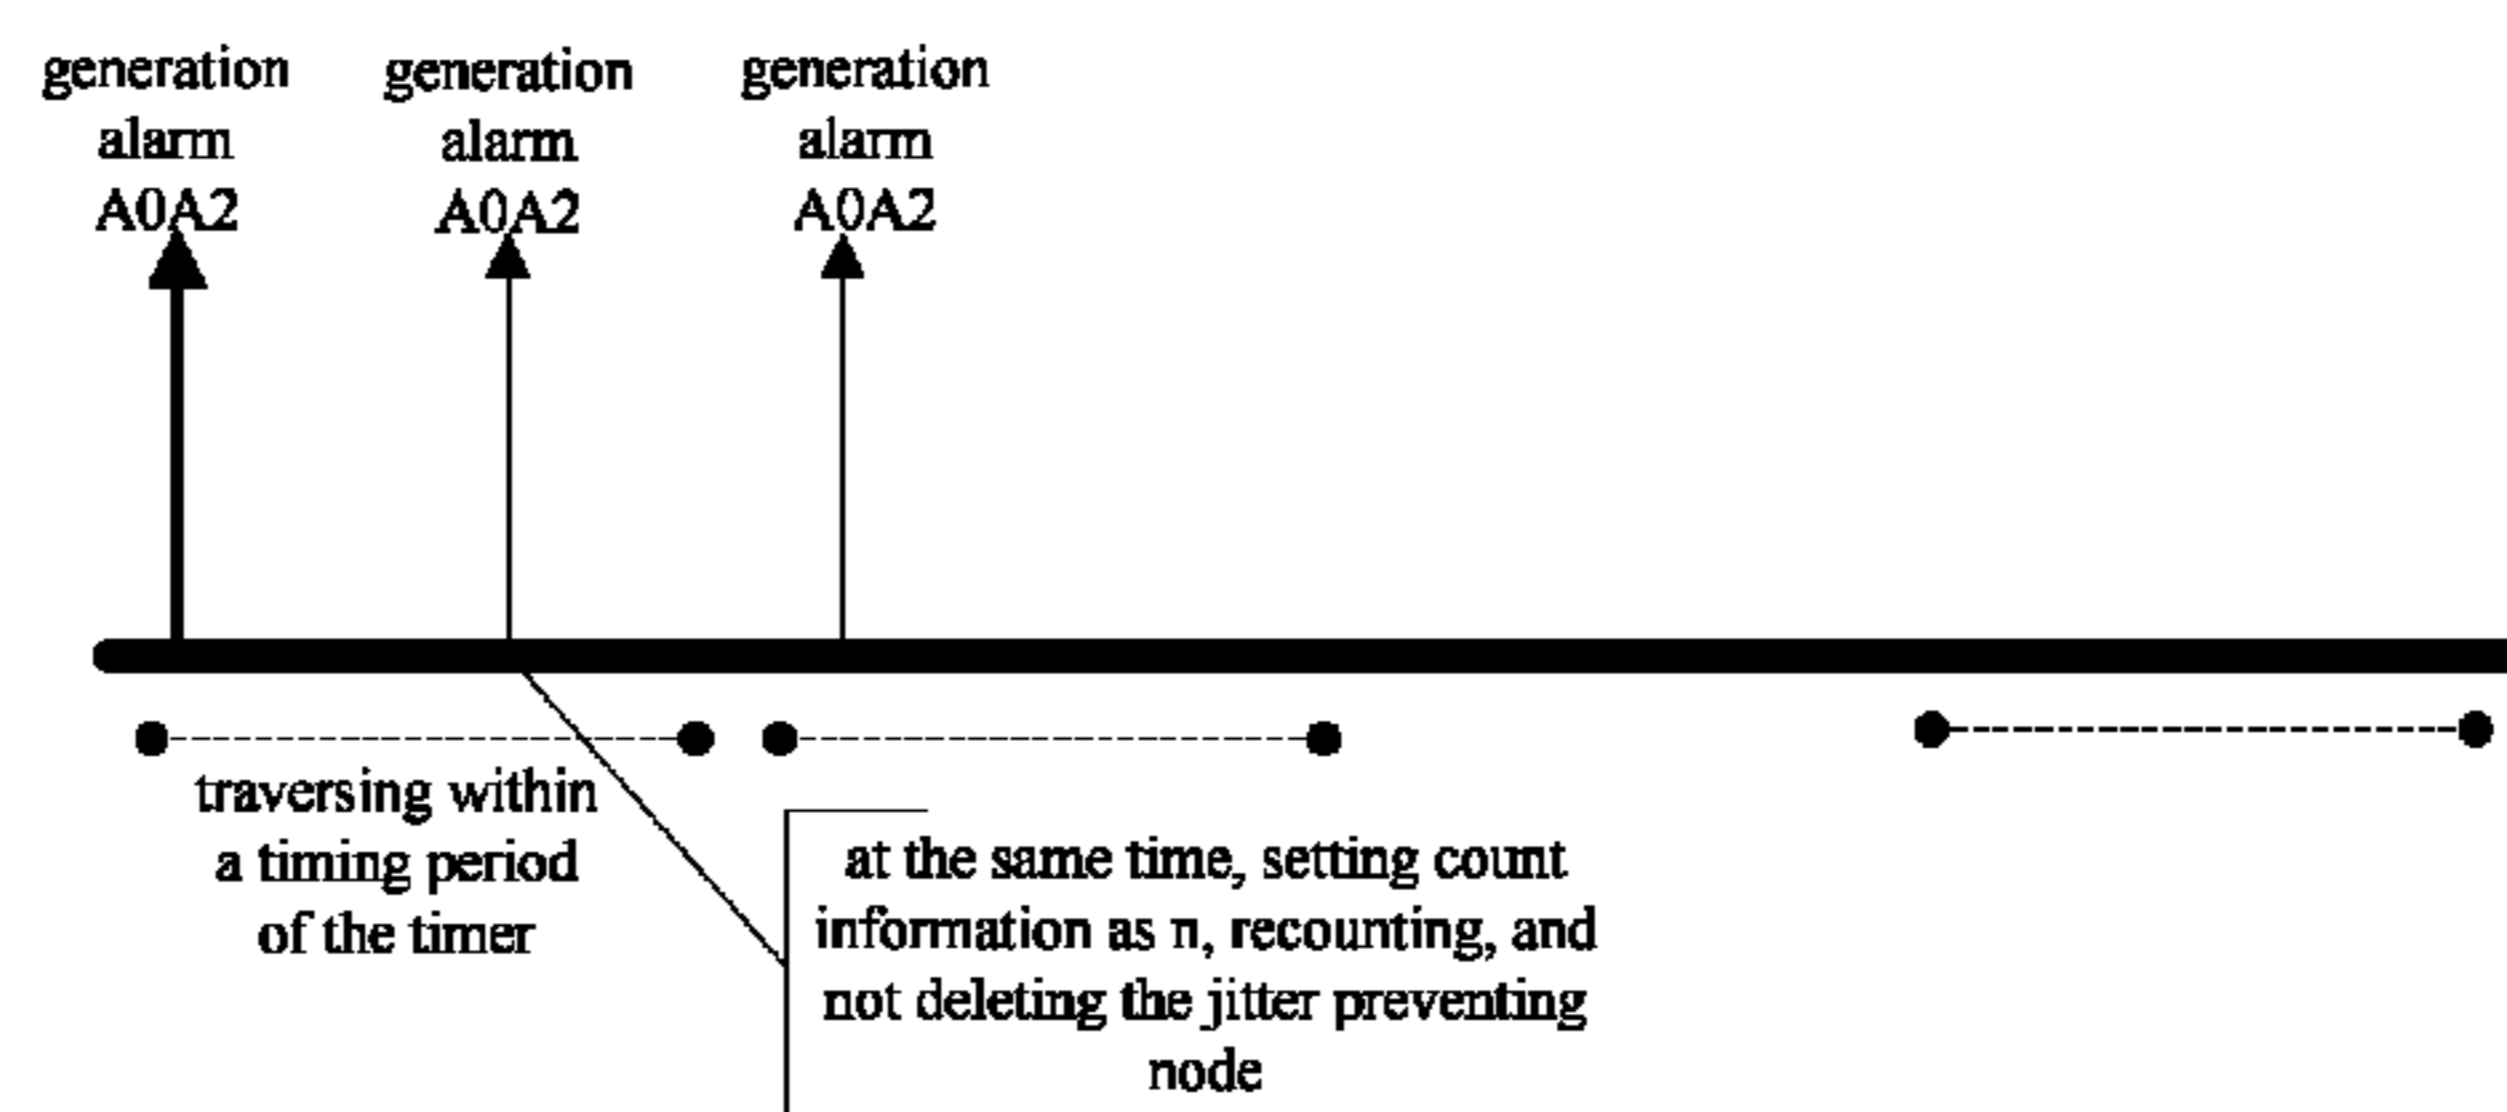 generation
alarm
A0A2
generation
alarm
A0A2
generation
alarm
A0A2
traversing within
a timing period
of the timer
at the same time, setting count
information as n, recounting, and
not deleting the jitter preventing
node